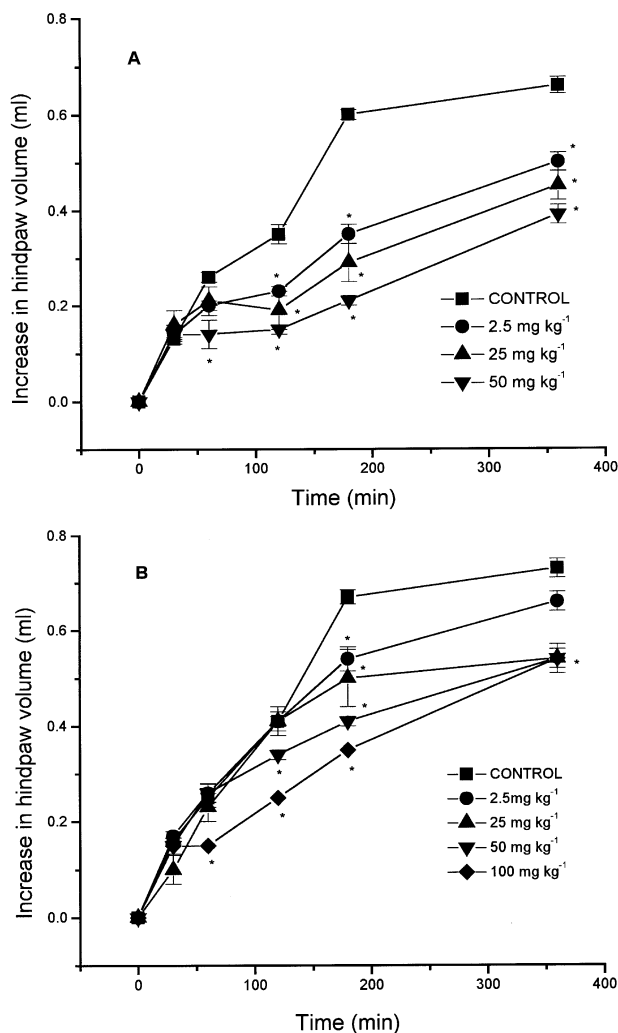 A
Increase in hindpaw volume (ml)
0.8
0.6
0.4
0.2
0.0
* * *
* *
* * *
* * *
CONTROL
2.5 mg kg⁻¹
25 mg kg⁻¹
50 mg kg⁻¹
0 100 200 300 400
Time (min)
B
Increase in hindpaw volume (ml)
0.8
0.6
0.4
0.2
0.0
* * *
* *
* * *
CONTROL
2.5mg kg⁻¹
25 mg kg⁻¹
50 mg kg⁻¹
100 mg kg⁻¹
0 100 200 300 400
Time (min)